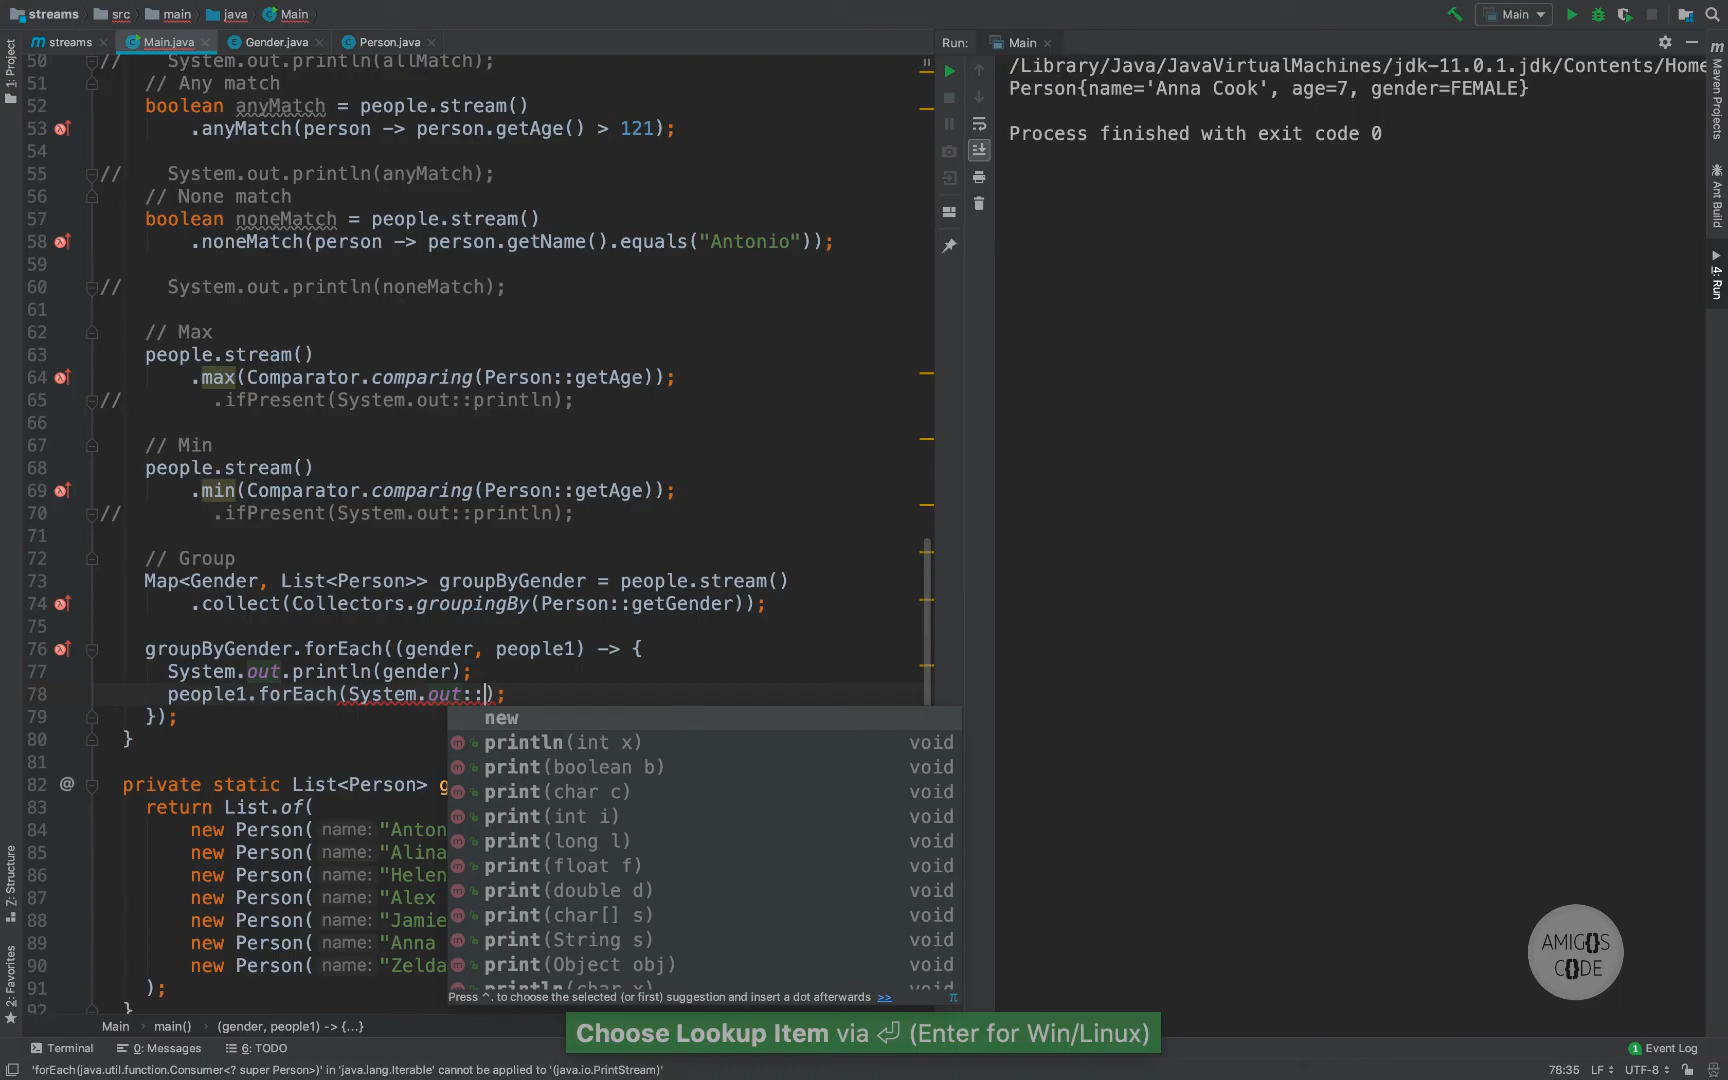 streams src main java Main
Main
streams Main.java Gender.java Person.java
Run: Main
1: Project
Z: Structure
2: Favorites
Maven Projects
Ant Build
4: Run
50 // System.out.println(allMatch);
51 // Any match
52 boolean anyMatch = people.stream()
53 .anyMatch(person -> person.getAge() > 121);
54
55 // System.out.println(anyMatch);
56 // None match
57 boolean noneMatch = people.stream()
58 .noneMatch(person -> person.getName().equals("Antonio"));
59
60 // System.out.println(noneMatch);
61
62 // Max
63 people.stream()
64 .max(Comparator.comparing(Person::getAge));
65 // .ifPresent(System.out::println);
66
67 // Min
68 people.stream()
69 .min(Comparator.comparing(Person::getAge));
70 // .ifPresent(System.out::println);
71
72 // Group
73 Map<Gender, List<Person>> groupByGender = people.stream()
74 .collect(Collectors.groupingBy(Person::getGender));
75
76 groupByGender.forEach((gender, people1) -> {
77 System.out.println(gender);
78 people1.forEach(System.out::);
79 });
80 }
81
82 @ private static List<Person> g
83 return List.of(
84 new Person( name: "Anton
85 new Person( name: "Alina
86 new Person( name: "Helen
87 new Person( name: "Alex
88 new Person( name: "Jamie
89 new Person( name: "Anna
90 new Person( name: "Zelda
91 );
92 }
new
println(int x) void
print(boolean b) void
print(char c) void
print(int i) void
print(long l) void
print(float f) void
print(double d) void
print(char[] s) void
print(String s) void
print(Object obj) void
println(char x) void
Press ^. to choose the selected (or first) suggestion and insert a dot afterwards >> π
/Library/Java/JavaVirtualMachines/jdk-11.0.1.jdk/Contents/Home
Person{name='Anna Cook', age=7, gender=FEMALE}
Process finished with exit code 0
AMIGOS
CODE
Main main() (gender, people1) -> {...}
Choose Lookup Item via ⏎ (Enter for Win/Linux)
Terminal 0: Messages 6: TODO
1 Event Log
'forEach(java.util.function.Consumer<? super Person>)' in 'java.lang.Iterable' cannot be applied to '(java.io.PrintStream)'
78:35 LF UTF-8